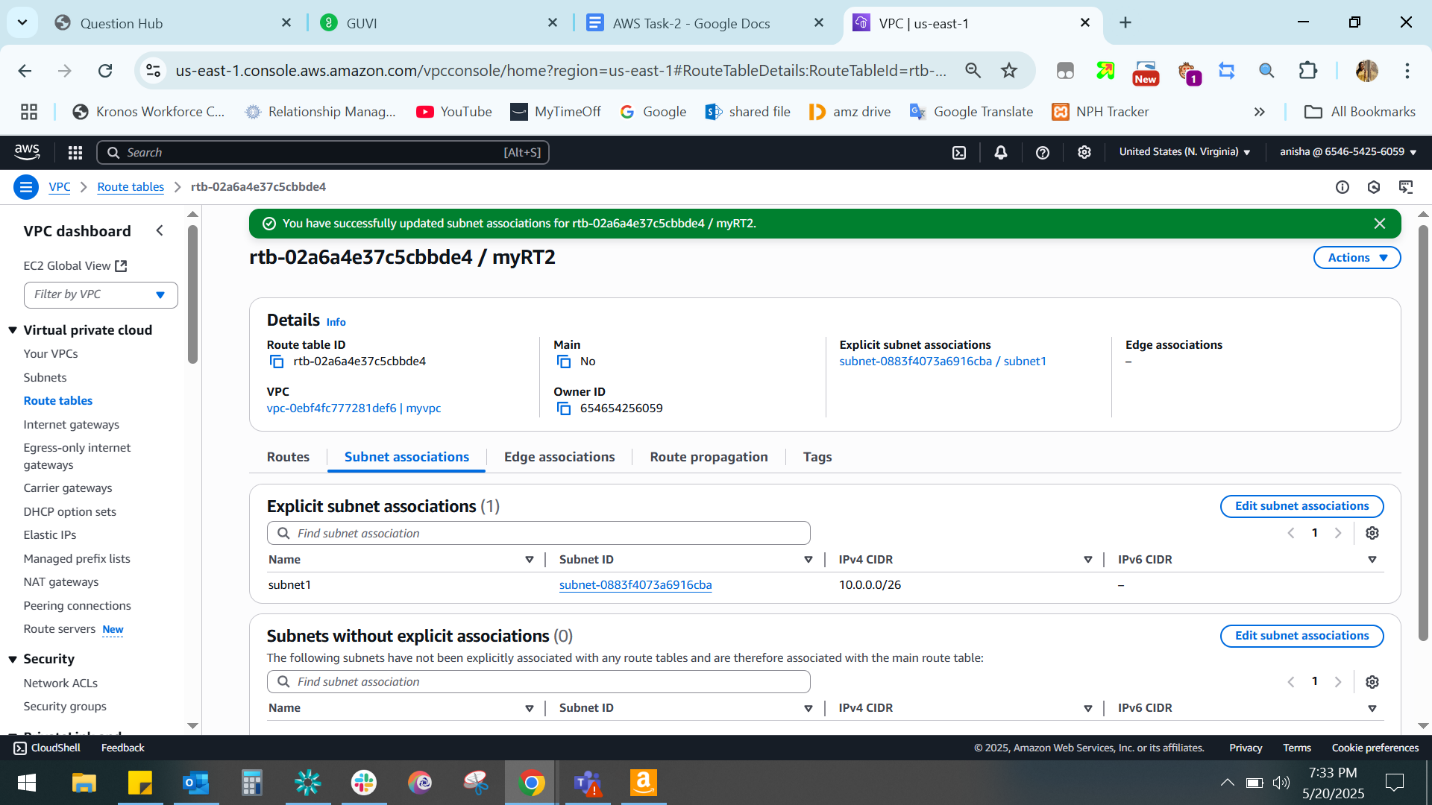 Question Hub
GUVI
AWS Task-2 - Google Docs
VPC | us-east-1
us-east-1.console.aws.amazon.com/vpcconsole/home?region=us-east-1#RouteTableDetails:RouteTableId=rtb-...
New
1
Kronos Workforce C...
Relationship Manag...
YouTube
MyTimeOff
Google
shared file
amz drive
Google Translate
NPH Tracker
All Bookmarks
aws
Search
[Alt+S]
United States (N. Virginia)
anisha @ 6546-5425-6059
VPC
Route tables
rtb-02a6a4e37c5cbbde4
VPC dashboard
EC2 Global View
Filter by VPC
Virtual private cloud
Your VPCs
Subnets
Route tables
Internet gateways
Egress-only internet
gateways
Carrier gateways
DHCP option sets
Elastic IPs
Managed prefix lists
NAT gateways
Peering connections
Route servers New
Security
Network ACLs
Security groups
You have successfully updated subnet associations for rtb-02a6a4e37c5cbbde4 / myRT2.
rtb-02a6a4e37c5cbbde4 / myRT2
Actions
Details Info
Route table ID
rtb-02a6a4e37c5cbbde4
Main
No
Explicit subnet associations
subnet-0883f4073a6916cba / subnet1
Edge associations
–
VPC
vpc-0ebf4fc777281def6 | myvpc
Owner ID
654654256059
Routes
Subnet associations
Edge associations
Route propagation
Tags
Explicit subnet associations (1)
Edit subnet associations
Find subnet association
1
Name
Subnet ID
IPv4 CIDR
IPv6 CIDR
subnet1
subnet-0883f4073a6916cba
10.0.0.0/26
–
Subnets without explicit associations (0)
Edit subnet associations
The following subnets have not been explicitly associated with any route tables and are therefore associated with the main route table:
Find subnet association
1
Name
Subnet ID
IPv4 CIDR
IPv6 CIDR
CloudShell
Feedback
© 2025, Amazon Web Services, Inc. or its affiliates.
Privacy
Terms
Cookie preferences
7:33 PM
5/20/2025